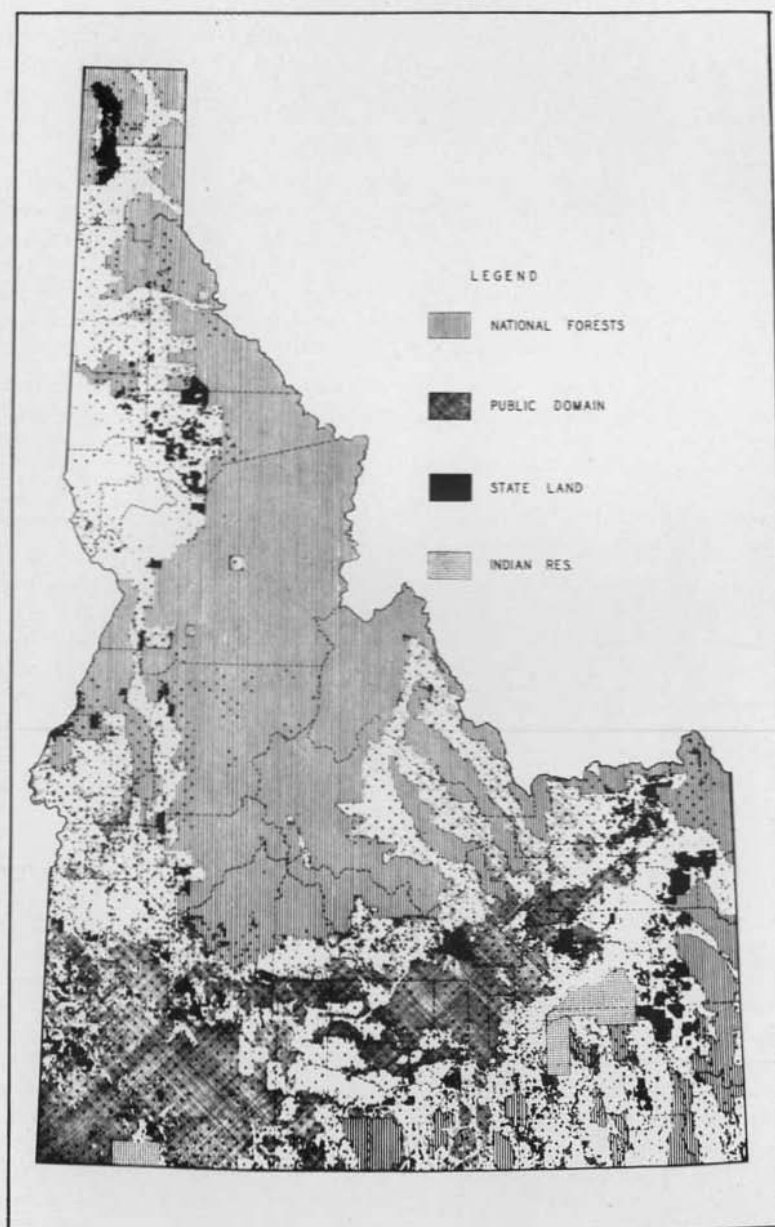 LEGEND
NATIONAL FORESTS
PUBLIC DOMAIN
STATE LAND
INDIAN RES.